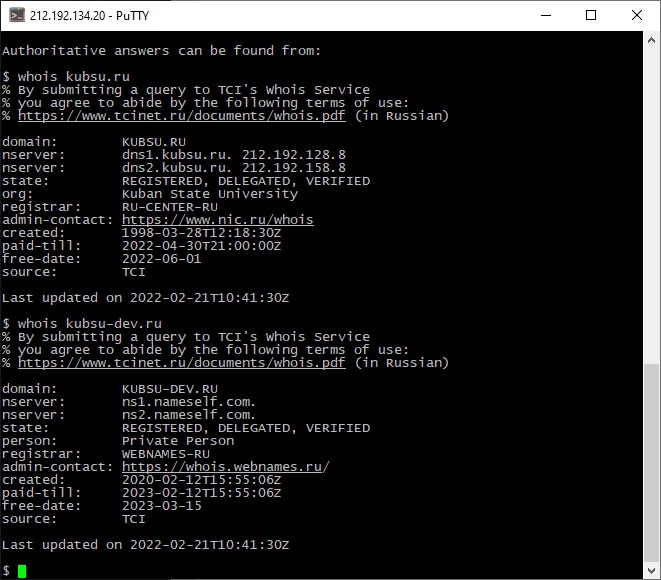 212.192.134.20 - PuTTY
Authoritative answers can be found from:
$ whois kubsu.ru
% By submitting a query to TCI's Whois Service
% you agree to abide by the following terms of use:
% https://www.tcinet.ru/documents/whois.pdf (in Russian)
domain:        KUBSU.RU
nserver:       dns1.kubsu.ru. 212.192.128.8
nserver:       dns2.kubsu.ru. 212.192.158.8
state:         REGISTERED, DELEGATED, VERIFIED
org:           Kuban State University
registrar:     RU-CENTER-RU
admin-contact: https://www.nic.ru/whois
created:       1998-03-28T12:18:30Z
paid-till:     2022-04-30T21:00:00Z
free-date:     2022-06-01
source:        TCI
Last updated on 2022-02-21T10:41:30Z
$ whois kubsu-dev.ru
% By submitting a query to TCI's Whois Service
% you agree to abide by the following terms of use:
% https://www.tcinet.ru/documents/whois.pdf (in Russian)
domain:        KUBSU-DEV.RU
nserver:       ns1.nameself.com.
nserver:       ns2.nameself.com.
state:         REGISTERED, DELEGATED, VERIFIED
person:        Private Person
registrar:     WEBNAMES-RU
admin-contact: https://whois.webnames.ru/
created:       2020-02-12T15:55:06Z
paid-till:     2023-02-12T15:55:06Z
free-date:     2023-03-15
source:        TCI
Last updated on 2022-02-21T10:41:30Z
$